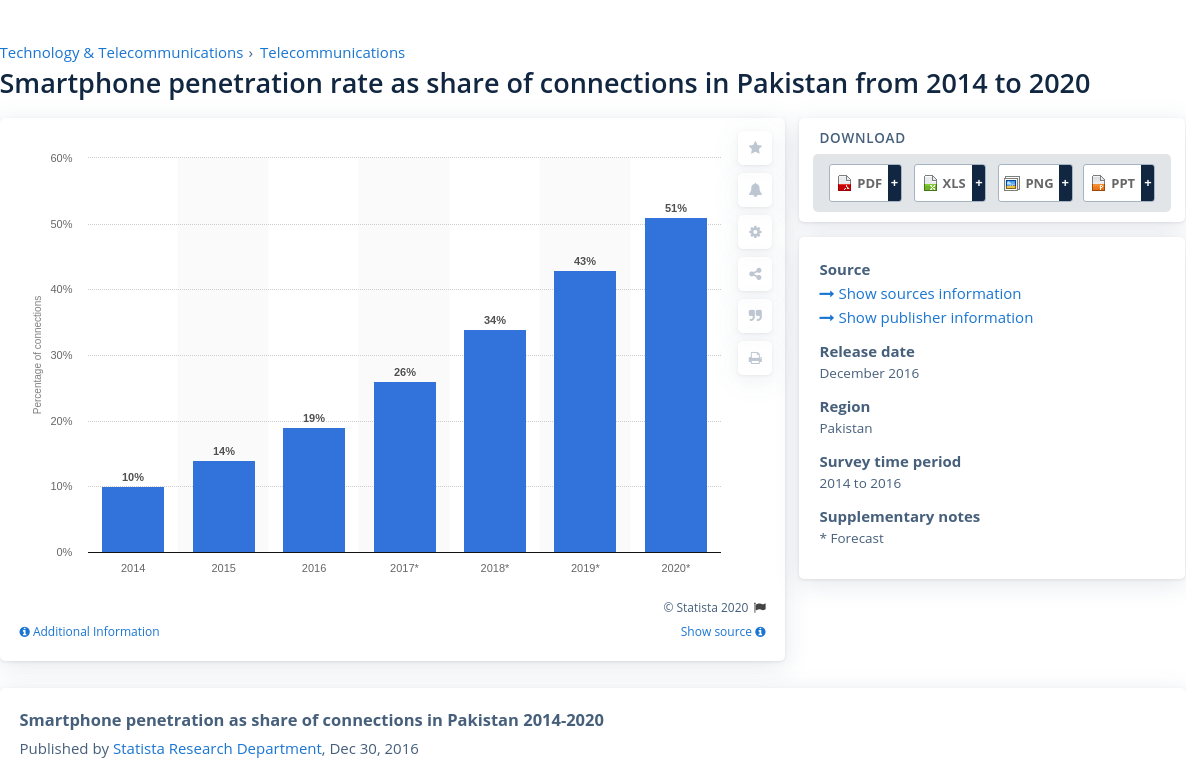 Technology & Telecommunications › Telecommunications
Smartphone penetration rate as share of connections in Pakistan from 2014 to 2020
Percentage of connections
60%
50%
40%
30%
20%
10%
0%
10%
14%
19%
26%
34%
43%
51%
2014
2015
2016
2017*
2018*
2019*
2020*
© Statista 2020
Additional Information
Show source
DOWNLOAD
PDF +
XLS +
PNG +
PPT +
Source
Show sources information
Show publisher information
Release date
December 2016
Region
Pakistan
Survey time period
2014 to 2016
Supplementary notes
* Forecast
Smartphone penetration as share of connections in Pakistan 2014-2020
Published by Statista Research Department, Dec 30, 2016